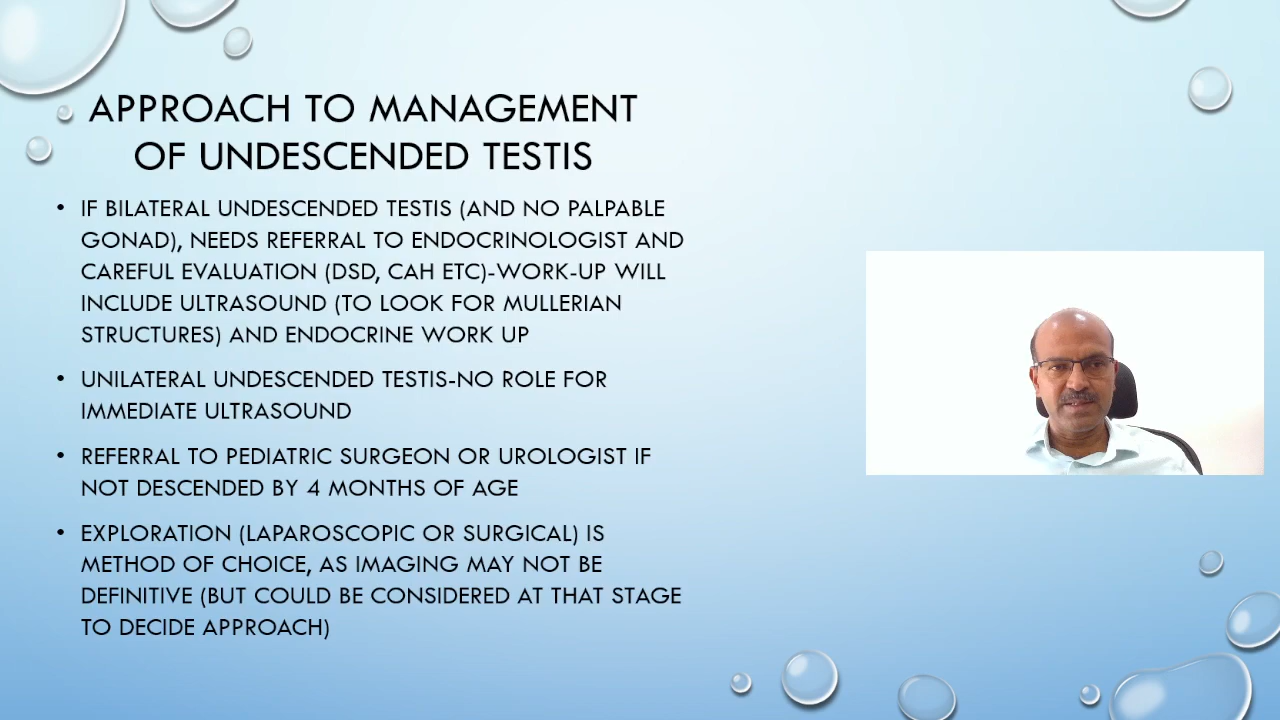 APPROACH TO MANAGEMENT
OF UNDESCENDED TESTIS
• IF BILATERAL UNDESCENDED TESTIS (AND NO PALPABLE
GONAD), NEEDS REFERRAL TO ENDOCRINOLOGIST AND
CAREFUL EVALUATION (DSD, CAH ETC)-WORK-UP WILL
INCLUDE ULTRASOUND (TO LOOK FOR MULLERIAN
STRUCTURES) AND ENDOCRINE WORK UP
• UNILATERAL UNDESCENDED TESTIS-NO ROLE FOR
IMMEDIATE ULTRASOUND
• REFERRAL TO PEDIATRIC SURGEON OR UROLOGIST IF
NOT DESCENDED BY 4 MONTHS OF AGE
• EXPLORATION (LAPAROSCOPIC OR SURGICAL) IS
METHOD OF CHOICE, AS IMAGING MAY NOT BE
DEFINITIVE (BUT COULD BE CONSIDERED AT THAT STAGE
TO DECIDE APPROACH)